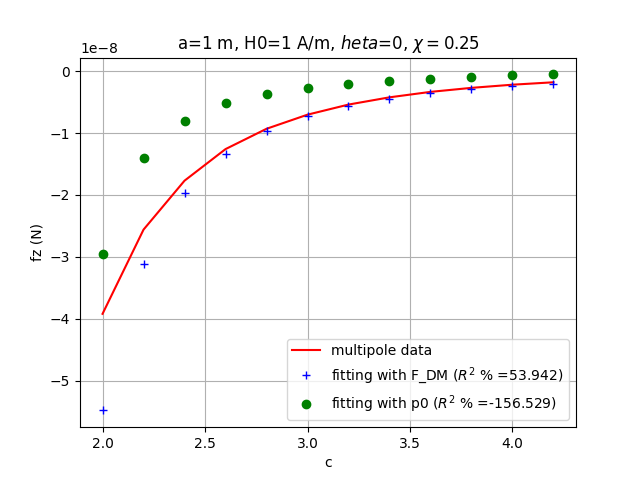 a=1 m, H0=1 A/m, heta=0, χ = 0.25
1e−8
0
−1
−2
−3
−4
−5
fz (N)
multipole data
fitting with F_DM (R² % =53.942)
fitting with p0 (R² % =-156.529)
2.0 2.5 3.0 3.5 4.0
c